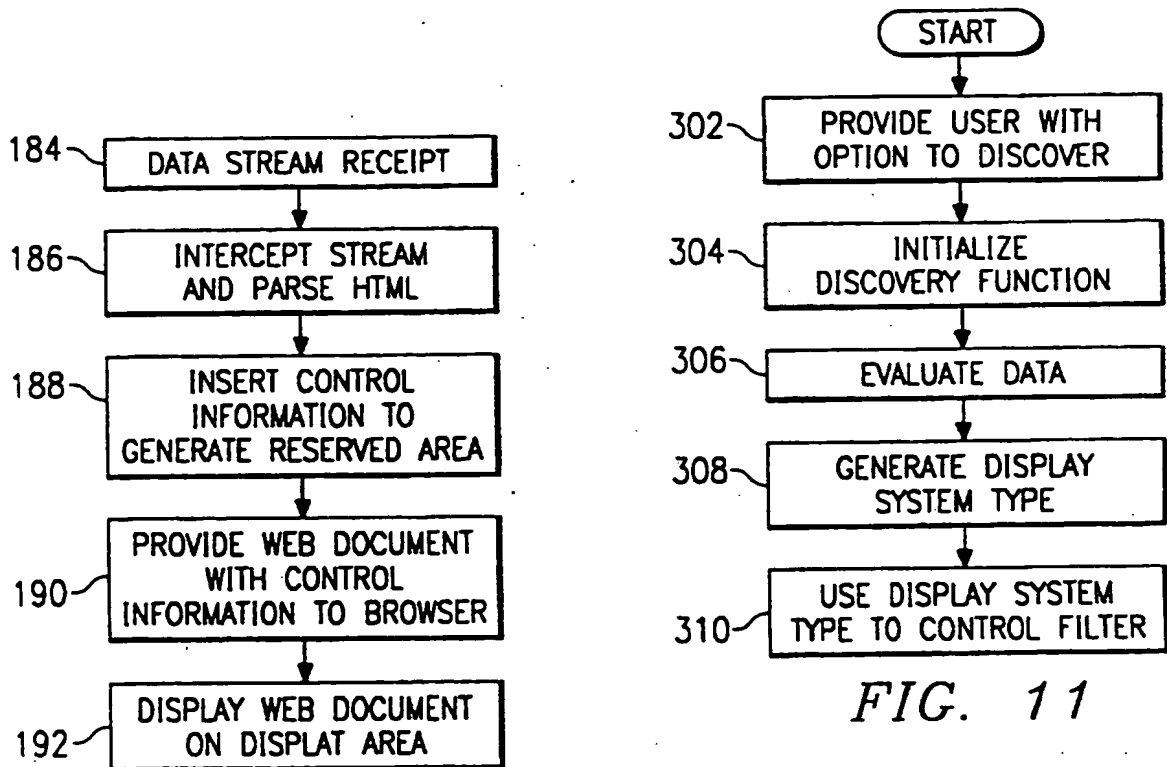 184
DATA STREAM RECEIPT
186
INTERCEPT STREAM
AND PARSE HTML
188
INSERT CONTROL
INFORMATION TO
GENERATE RESERVED AREA
190
PROVIDE WEB DOCUMENT
WITH CONTROL
INFORMATION TO BROWSER
192
DISPLAY WEB DOCUMENT
ON DISPLAT AREA
START
302
PROVIDE USER WITH
OPTION TO DISCOVER
304
INITIALIZE
DISCOVERY FUNCTION
306
EVALUATE DATA
308
GENERATE DISPLAY
SYSTEM TYPE
310
USE DISPLAY SYSTEM
TYPE TO CONTROL FILTER
FIG. 11